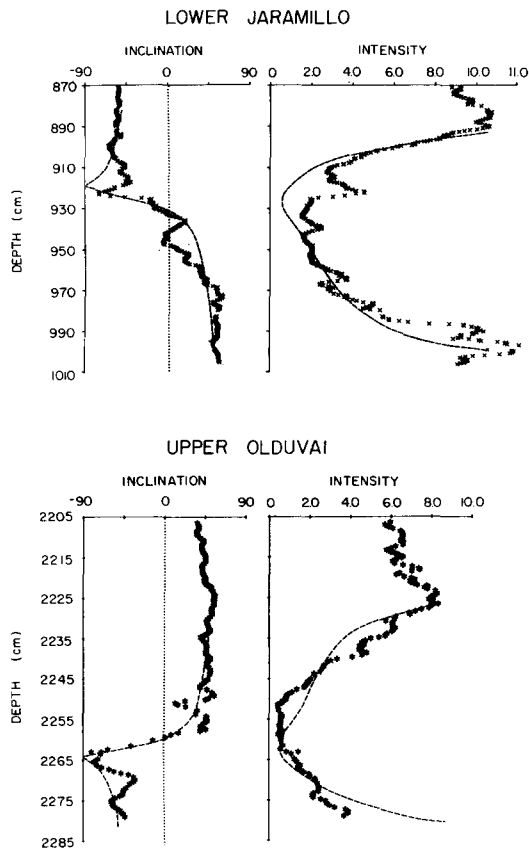 LOWER JARAMILLO
INCLINATION INTENSITY
-90 0 90 2.0 4.0 6.0 8.0 10.0 11.0
870
890
910
930
950
970
990
1010
DEPTH (cm)
UPPER OLDUVAI
INCLINATION INTENSITY
-90 0 90 0 2.0 4.0 6.0 8.0 10.0
2205
2215
2225
2235
2245
2255
2265
2275
2285
DEPTH (cm)